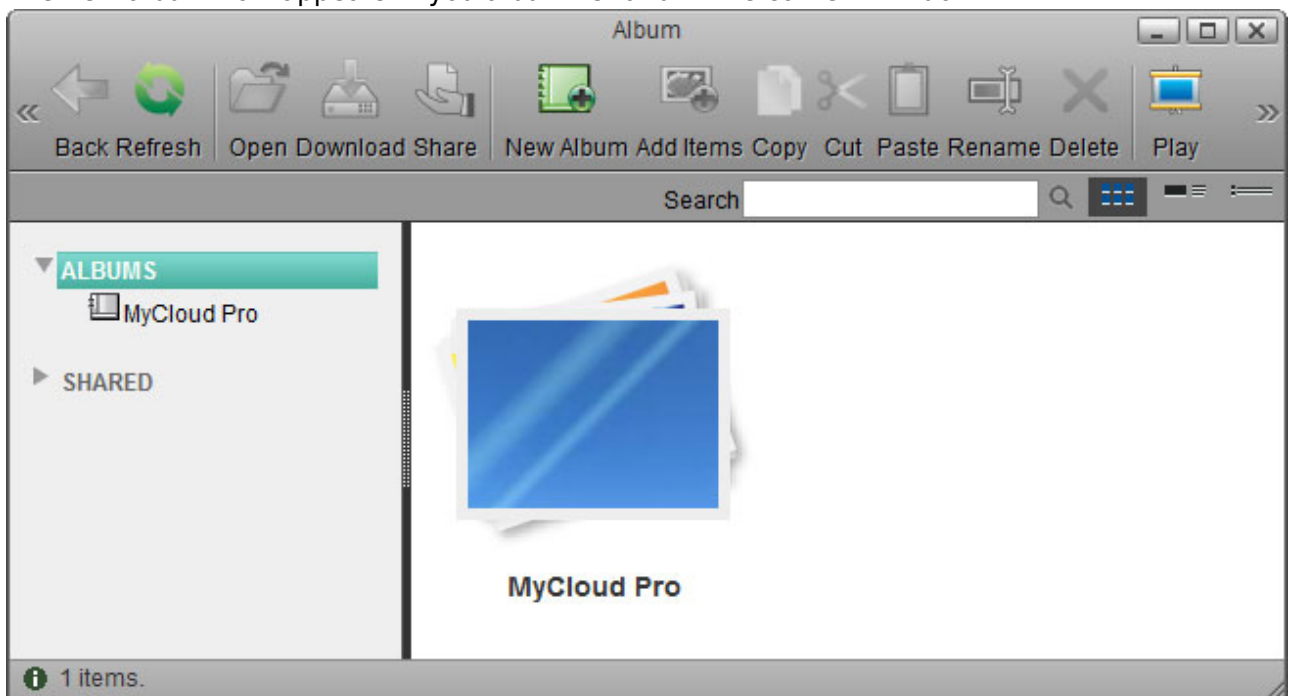 Album
Back Refresh Open Download Share New Album Add Items Copy Cut Paste Rename Delete Play
Search
ALBUMS
MyCloud Pro
SHARED
MyCloud Pro
1 items.